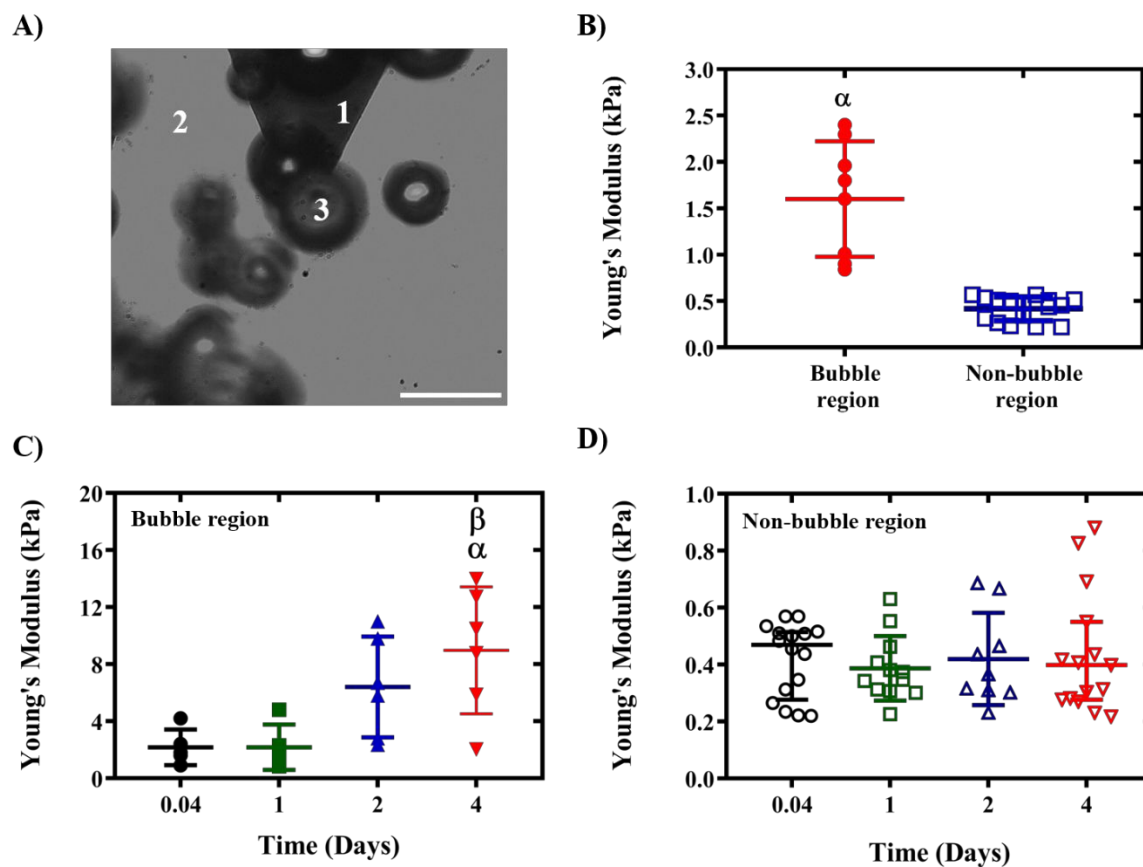 A)
1
2
3
B)
Young's Modulus (kPa)
3.0
2.5
2.0
1.5
1.0
0.5
0.0
α
Bubble region
Non-bubble region
C)
Young's Modulus (kPa)
20
16
12
8
4
0
Bubble region
β
α
0.04 1 2 4
Time (Days)
D)
Young's Modulus (kPa)
1.0
0.8
0.6
0.4
0.2
0.0
Non-bubble region
0.04 1 2 4
Time (Days)